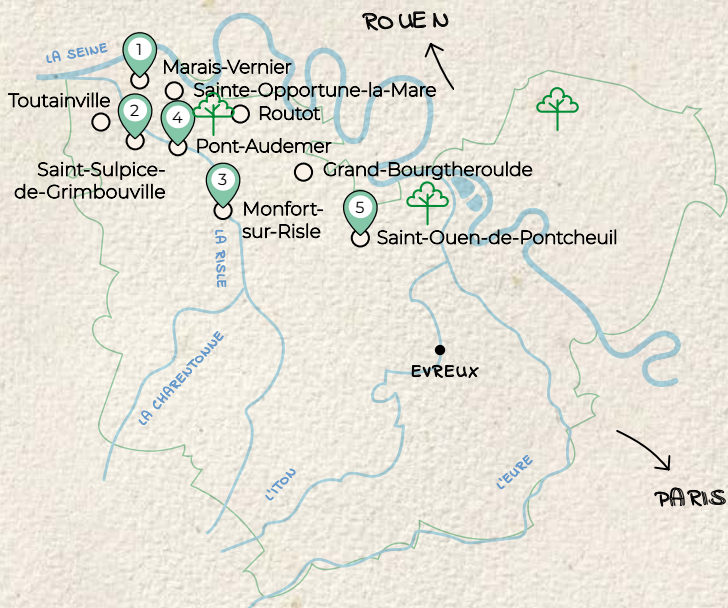 ROUEN
LA SEINE
1
Marais-Vernier
Sainte-Opportune-la-Mare
Toutainville
2
4
Routot
Pont-Audemer
Saint-Sulpice-
de-Grimbouville
Grand-Bourgtheroulde
3
Monfort-
sur-Risle
5
Saint-Ouen-de-Pontcheuil
LA RISLE
LA CHARENTONNE
EVREUX
L'ITON
L'EURE
PARIS